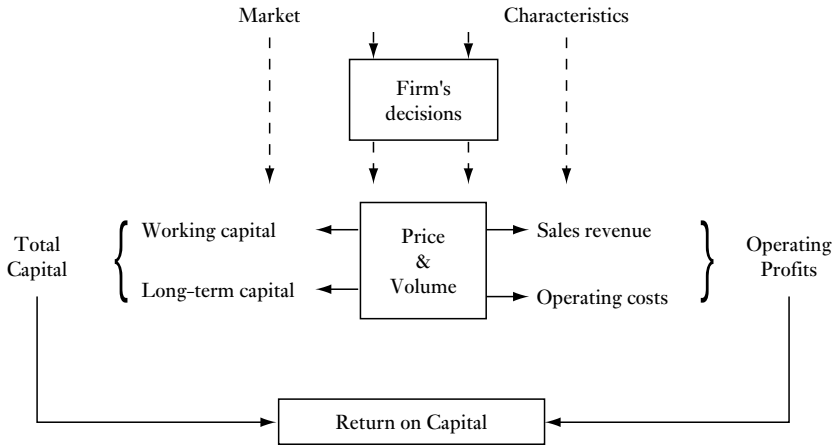 Market Characteristics
Firm's
decisions
Total
Capital
Working capital
Long-term capital
Price
&
Volume
Sales revenue
Operating costs
Operating
Profits
Return on Capital